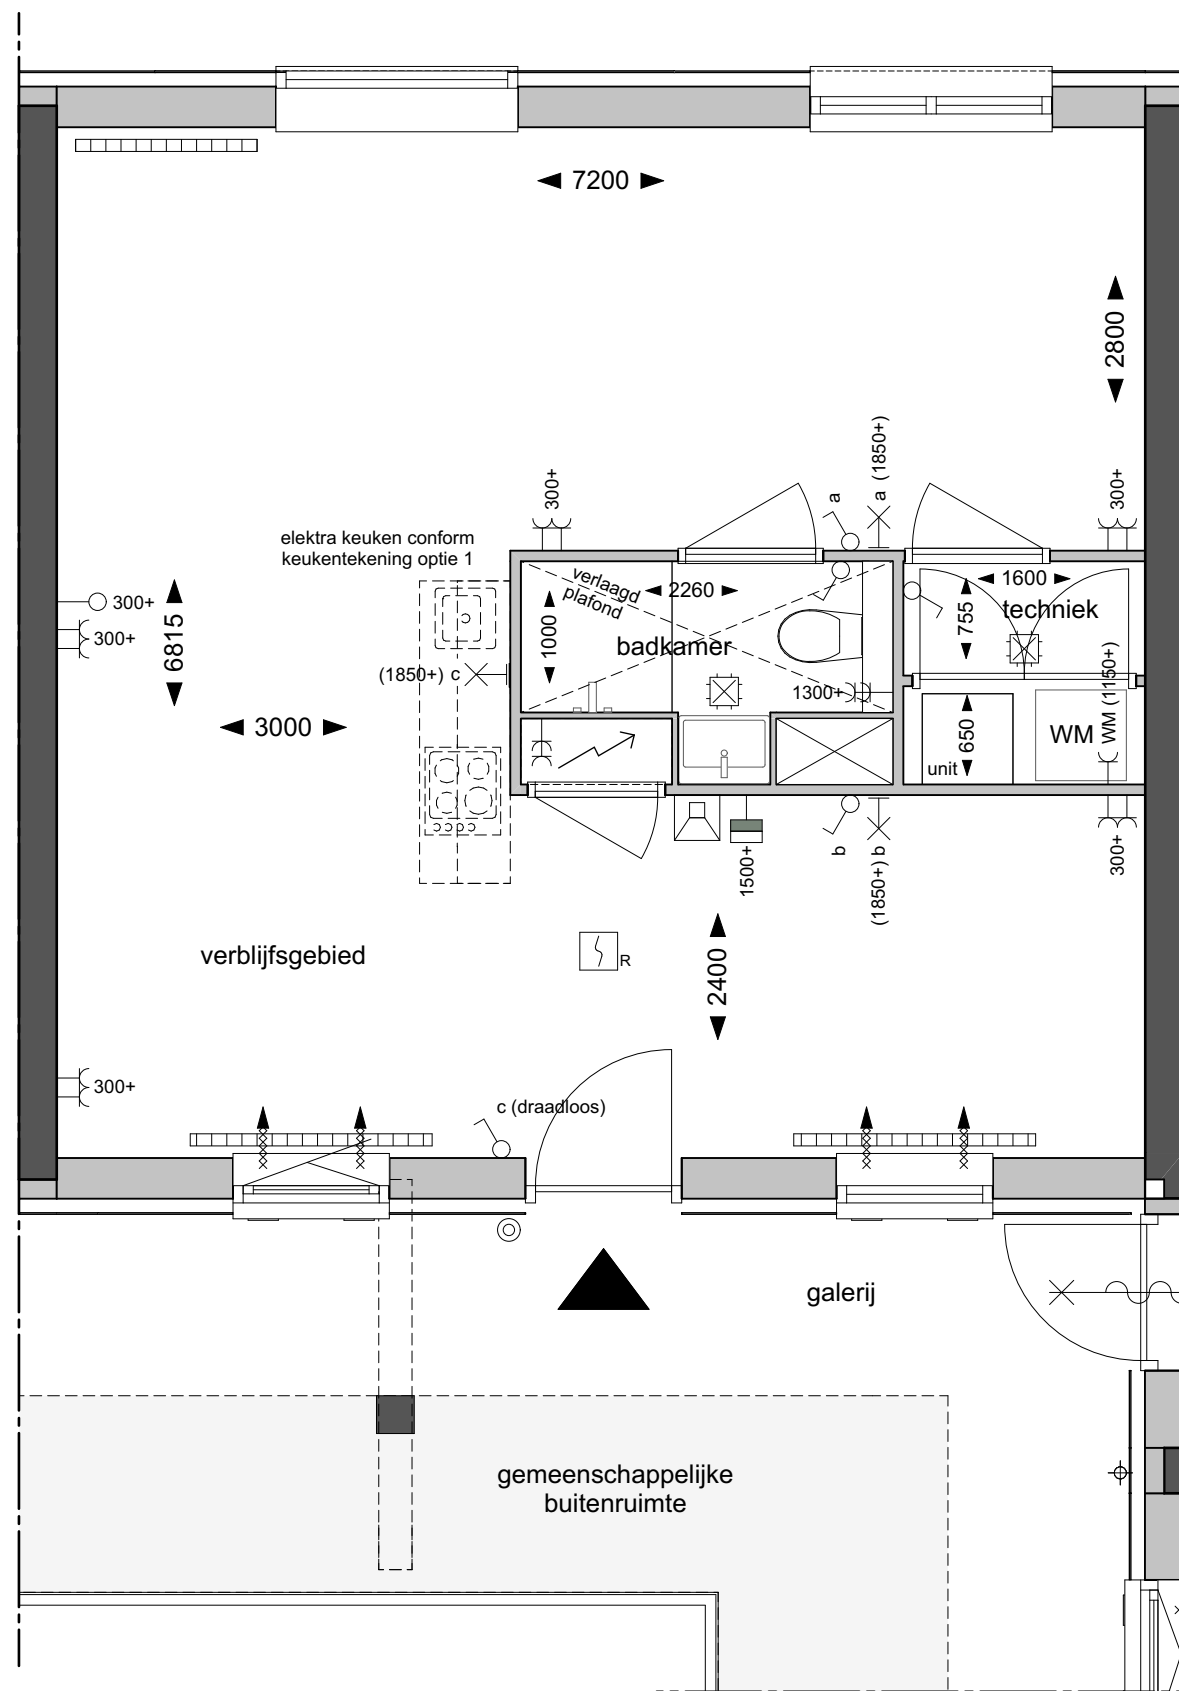 7200
2800
a (1850+)
a
300+
300+
elektra keuken conform
keukentekening optie 1
verlaagd
plafond
2260
1600
techniek
755
1000
badkamer
300+
300+
6815
(1850+) c
1300+
WM (1150+)
3000
650
WM
unit
1500+
b
(1850+) b
300+
verblijfsgebied
R
2400
300+
c (draadloos)
galerij
gemeenschappelijke
buitenruimte